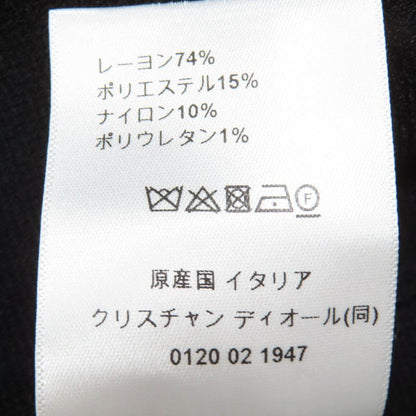 レーヨン74%
ポリエステル15%
ナイロン10%
ポリウレタン1%
F
原産国 イタリア
クリスチャン ディオール(同)
0120 02 1947